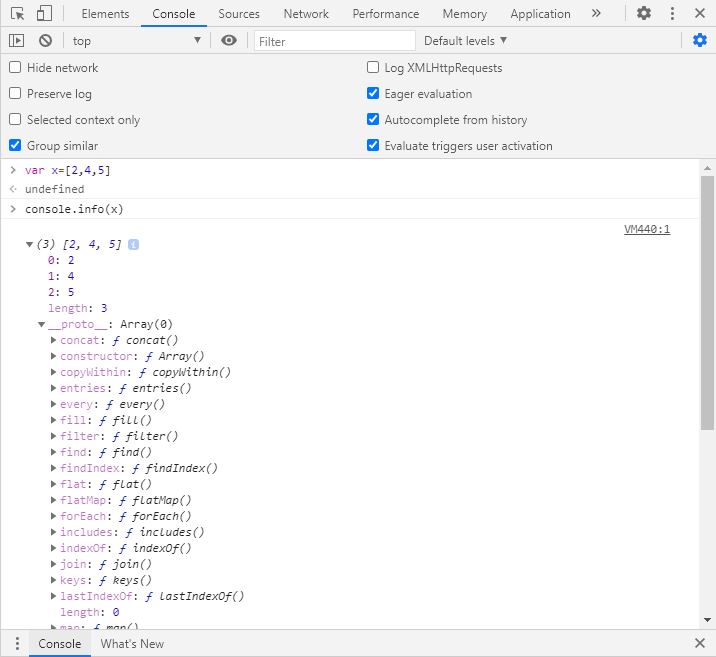 Elements Console Sources Network Performance Memory Application »
top ▼ Filter Default levels ▼
Hide network Log XMLHttpRequests
Preserve log Eager evaluation
Selected context only Autocomplete from history
Group similar Evaluate triggers user activation
> var x=[2,4,5]
undefined
> console.info(x)
VM440:1
(3) [2, 4, 5] i
0: 2
1: 4
2: 5
length: 3
__proto__: Array(0)
concat: ƒ concat()
constructor: ƒ Array()
copyWithin: ƒ copyWithin()
entries: ƒ entries()
every: ƒ every()
fill: ƒ fill()
filter: ƒ filter()
find: ƒ find()
findIndex: ƒ findIndex()
flat: ƒ flat()
flatMap: ƒ flatMap()
forEach: ƒ forEach()
includes: ƒ includes()
indexOf: ƒ indexOf()
join: ƒ join()
keys: ƒ keys()
lastIndexOf: ƒ lastIndexOf()
length: 0
map: ƒ map()
Console What's New